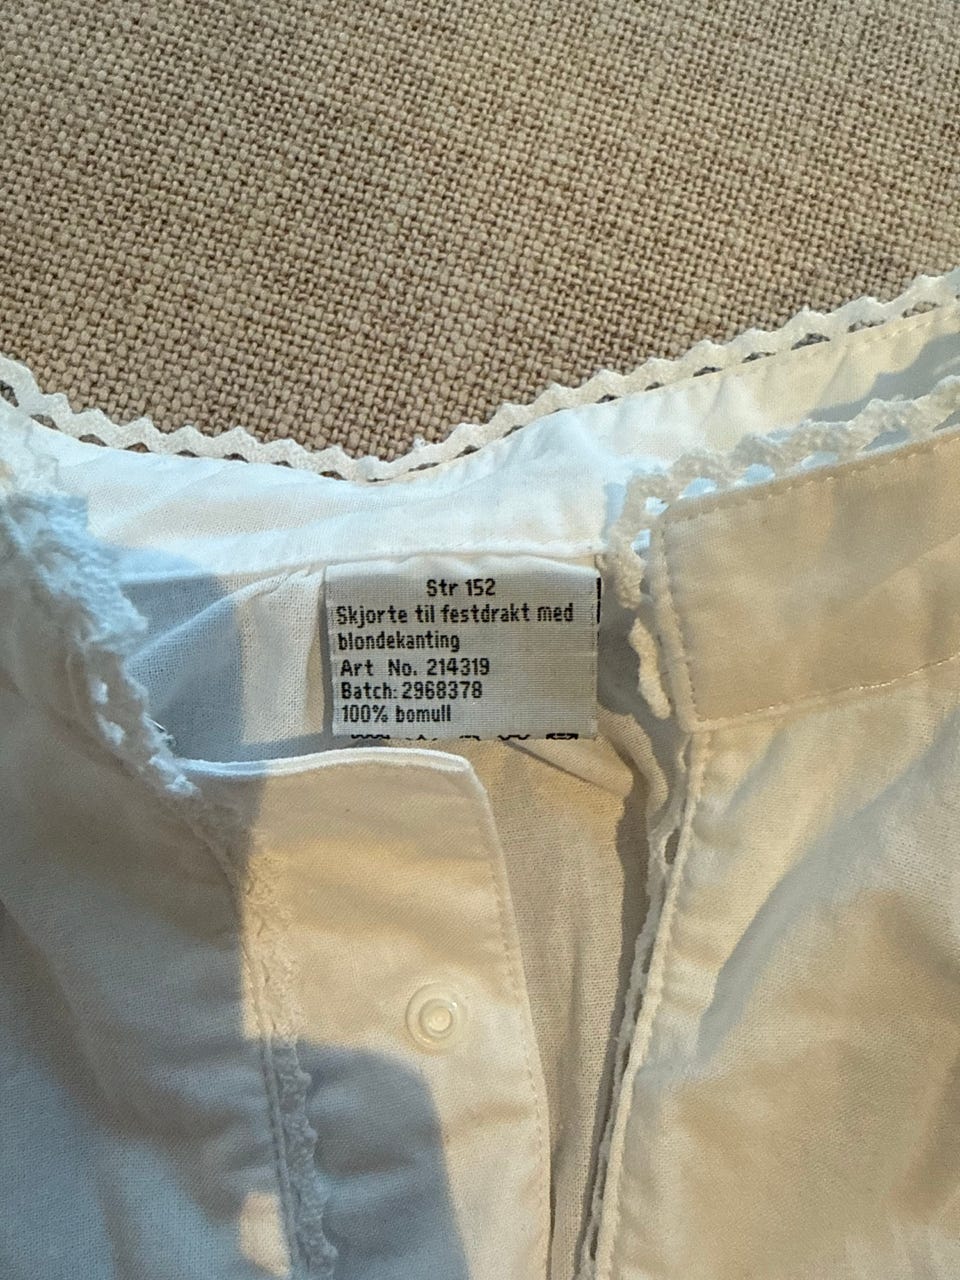 Str 152
Skjorte til festdrakt med
blondekanting
Art No. 214319
Batch: 2968378
100% bomull